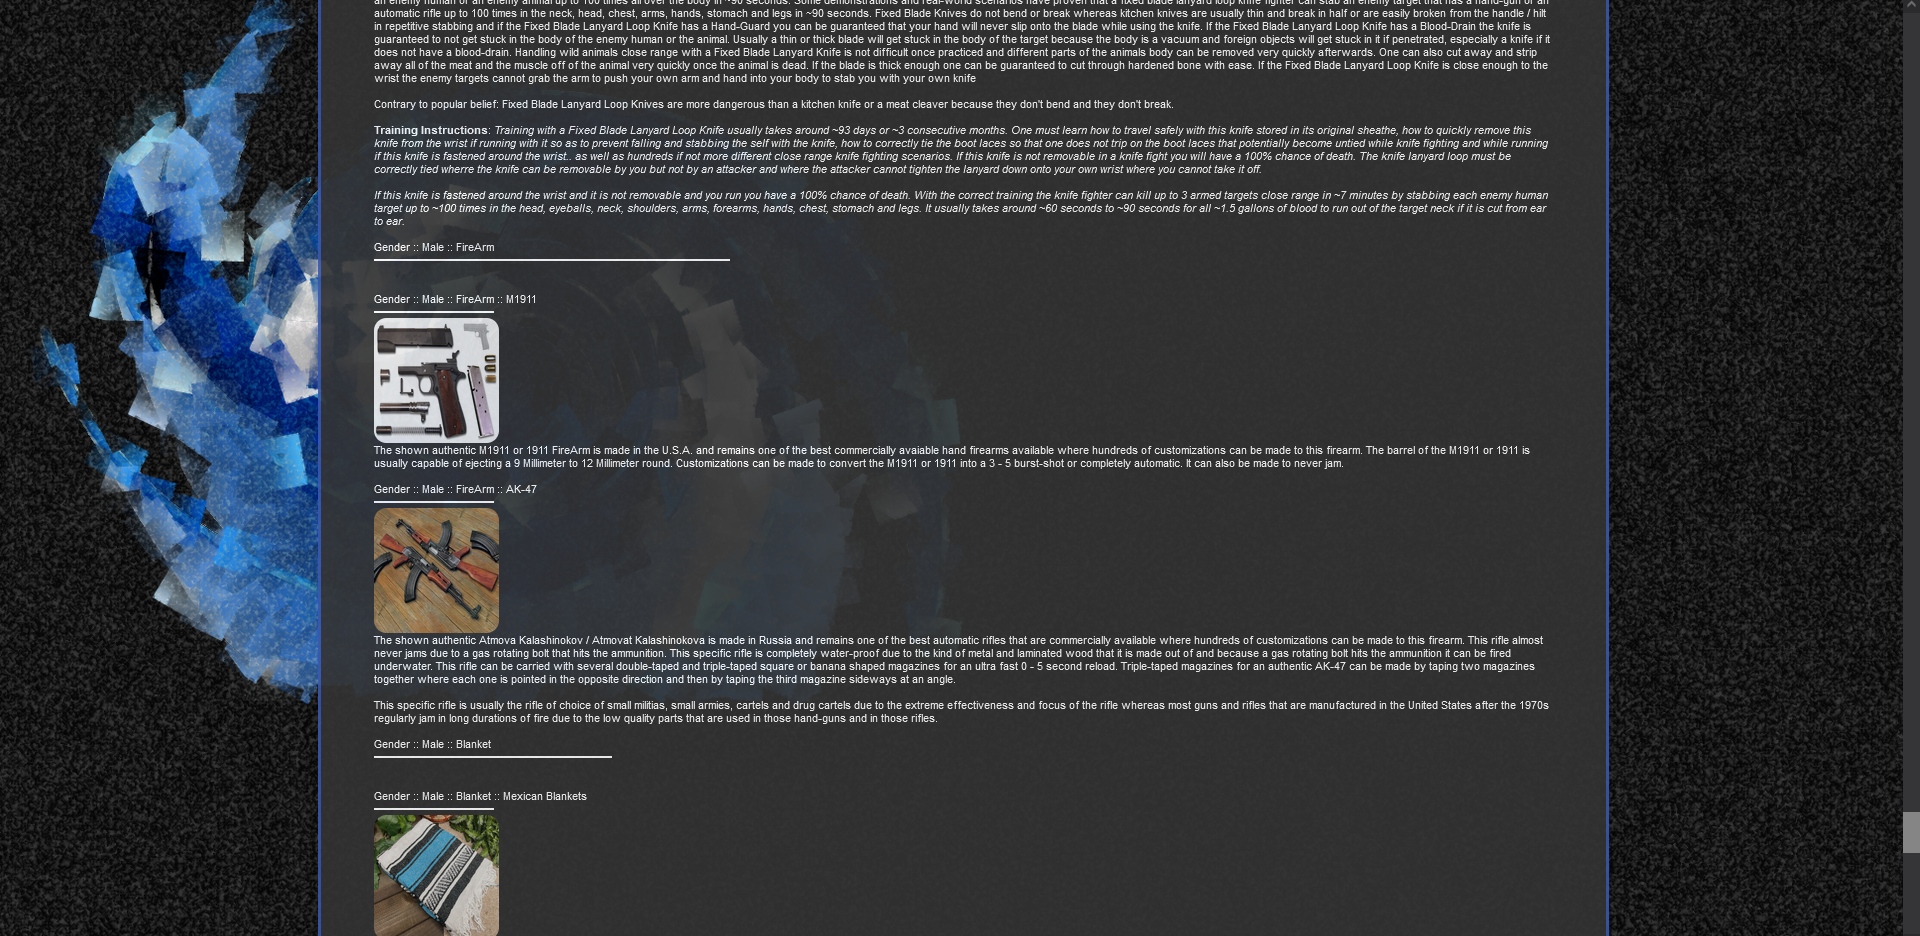 an enemy human or an enemy animal up to 100 times all over the body in ~90 seconds. Some demonstrations and real-world scenarios have proven that a fixed blade lanyard loop knife fighter can stab an enemy target that has a hand-gun or an
automatic rifle up to 100 times in the neck, head, chest, arms, hands, stomach and legs in ~90 seconds. Fixed Blade Knives do not bend or break whereas kitchen knives are usually thin and break in half or are easily broken from the handle / hilt
in repetitive stabbing and if the Fixed Blade Lanyard Loop Knife has a Hand-Guard you can be guaranteed that your hand will never slip onto the blade while using the knife. If the Fixed Blade Lanyard Loop Knife has a Blood-Drain the knife is
guaranteed to not get stuck in the body of the enemy human or the animal. Usually a thin or thick blade will get stuck in the body of the target because the body is a vacuum and foreign objects will get stuck in it if penetrated, especially a knife if it
does not have a blood-drain. Handling wild animals close range with a Fixed Blade Lanyard Knife is not difficult once practiced and different parts of the animals body can be removed very quickly afterwards. One can also cut away and strip
away all of the meat and the muscle off of the animal very quickly once the animal is dead. If the blade is thick enough one can be guaranteed to cut through hardened bone with ease. If the Fixed Blade Lanyard Loop Knife is close enough to the
wrist the enemy targets cannot grab the arm to push your own arm and hand into your body to stab you with your own knife
Contrary to popular belief: Fixed Blade Lanyard Loop Knives are more dangerous than a kitchen knife or a meat cleaver because they don't bend and they don't break.
Training Instructions: Training with a Fixed Blade Lanyard Loop Knife usually takes around ~93 days or ~3 consecutive months. One must learn how to travel safely with this knife stored in its original sheathe, how to quickly remove this
knife from the wrist if running with it so as to prevent falling and stabbing the self with the knife, how to correctly tie the boot laces so that one does not trip on the boot laces that potentially become untied while knife fighting and while running
if this knife is fastened around the wrist.. as well as hundreds if not more different close range knife fighting scenarios. If this knife is not removable in a knife fight you will have a 100% chance of death. The knife lanyard loop must be
correctly tied wherre the knife can be removable by you but not by an attacker and where the attacker cannot tighten the lanyard down onto your own wrist where you cannot take it off.
If this knife is fastened around the wrist and it is not removable and you run you have a 100% chance of death. With the correct training the knife fighter can kill up to 3 armed targets close range in ~7 minutes by stabbing each enemy human
target up to ~100 times in the head, eyeballs, neck, shoulders, arms, forearms, hands, chest, stomach and legs. It usually takes around ~60 seconds to ~90 seconds for all ~1.5 gallons of blood to run out of the target neck if it is cut from ear
to ear.
Gender :: Male :: FireArm
Gender :: Male :: FireArm :: M1911
The shown authentic M1911 or 1911 FireArm is made in the U.S.A. and remains one of the best commercially avaiable hand firearms available where hundreds of customizations can be made to this firearm. The barrel of the M1911 or 1911 is
usually capable of ejecting a 9 Millimeter to 12 Millimeter round. Customizations can be made to convert the M1911 or 1911 into a 3 - 5 burst-shot or completely automatic. It can also be made to never jam.
Gender :: Male :: FireArm :: AK-47
The shown authentic Atmova Kalashinokov / Atmovat Kalashinokova is made in Russia and remains one of the best automatic rifles that are commercially available where hundreds of customizations can be made to this firearm. This rifle almost
never jams due to a gas rotating bolt that hits the ammunition. This specific rifle is completely water-proof due to the kind of metal and laminated wood that it is made out of and because a gas rotating bolt hits the ammunition it can be fired
underwater. This rifle can be carried with several double-taped and triple-taped square or banana shaped magazines for an ultra fast 0 - 5 second reload. Triple-taped magazines for an authentic AK-47 can be made by taping two magazines
together where each one is pointed in the opposite direction and then by taping the third magazine sideways at an angle.
This specific rifle is usually the rifle of choice of small militias, small armies, cartels and drug cartels due to the extreme effectiveness and focus of the rifle whereas most guns and rifles that are manufactured in the United States after the 1970s
regularly jam in long durations of fire due to the low quality parts that are used in those hand-guns and in those rifles.
Gender :: Male :: Blanket
Gender :: Male :: Blanket :: Mexican Blankets